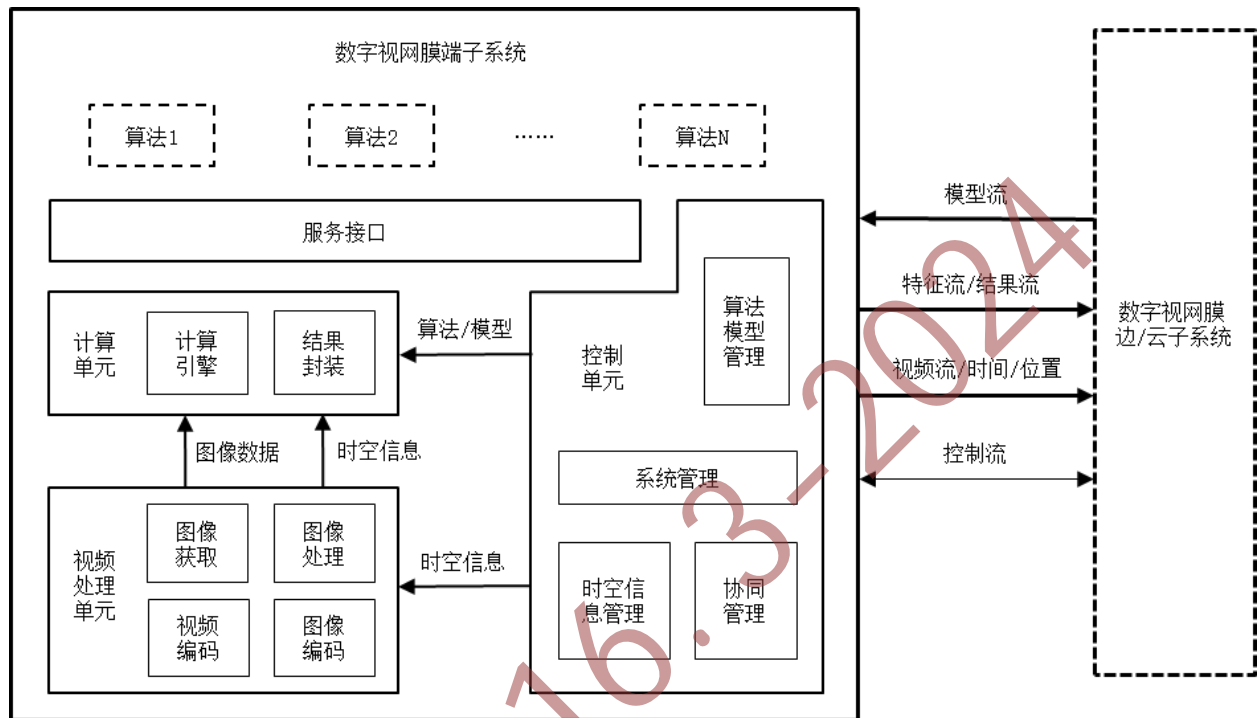 数字视网膜端子系统
算法1
算法2
......
算法N
服务接口
模型流
特征流/结果流
视频流/时间/位置
控制流
数字视网膜
边/云子系统
计算
单元
计算
引擎
结果
封装
算法/模型
控制
单元
算法
模型
管理
图像数据
时空信息
系统管理
视频
处理
单元
图像
获取
图像
处理
视频
编码
图像
编码
时空信息
时空信
息管理
协同
管理
16.3-2024